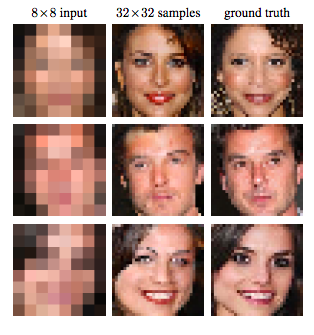 8×8 input
32×32 samples
ground truth